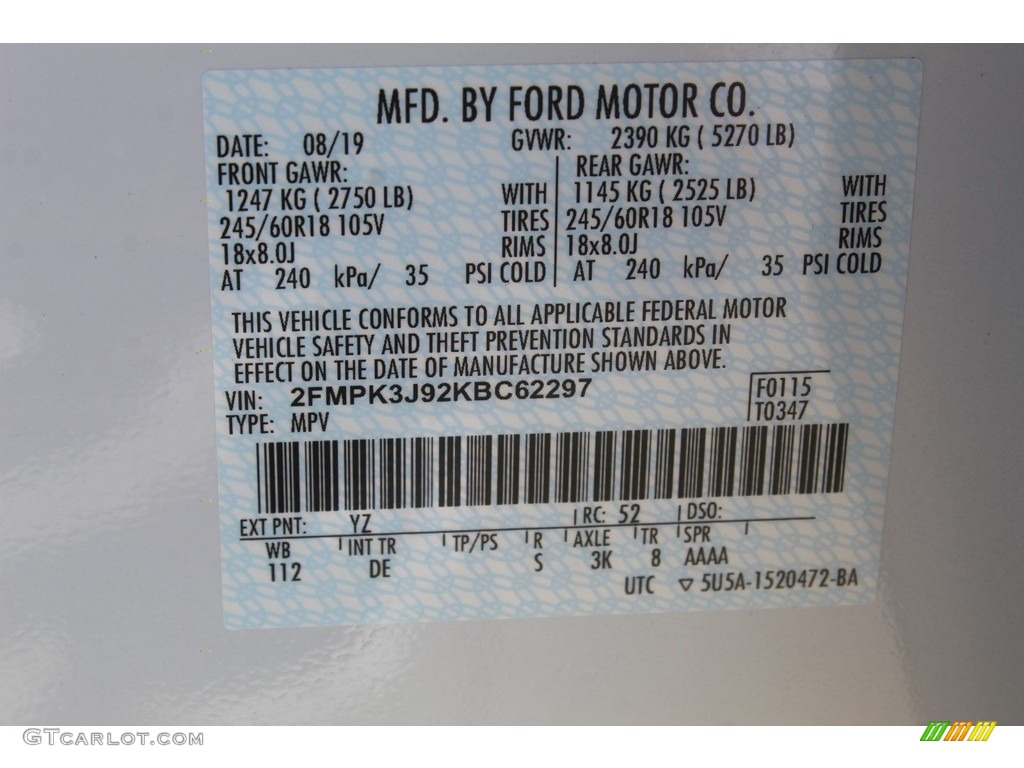 MFD. BY FORD MOTOR CO.
DATE: 08/19 GVWR: 2390 KG ( 5270 LB)
FRONT GAWR: REAR GAWR:
1247 KG ( 2750 LB) WITH 1145 KG ( 2525 LB) WITH
245/60R18 105V TIRES 245/60R18 105V TIRES
18x8.0J RIMS 18x8.0J RIMS
AT 240 kPa/ 35 PSI COLD AT 240 kPa/ 35 PSI COLD
THIS VEHICLE CONFORMS TO ALL APPLICABLE FEDERAL MOTOR
VEHICLE SAFETY AND THEFT PREVENTION STANDARDS IN
EFFECT ON THE DATE OF MANUFACTURE SHOWN ABOVE.
VIN: 2FMPK3J92KBC62297 F0115
TYPE: MPV T0347
EXT PNT: YZ RC: 52 DSO:
WB INT TR TP/PS R AXLE TR SPR
112 DE S 3K 8 AAAA
UTC ▽ 5U5A-1520472-BA
GTCARLOT.COM